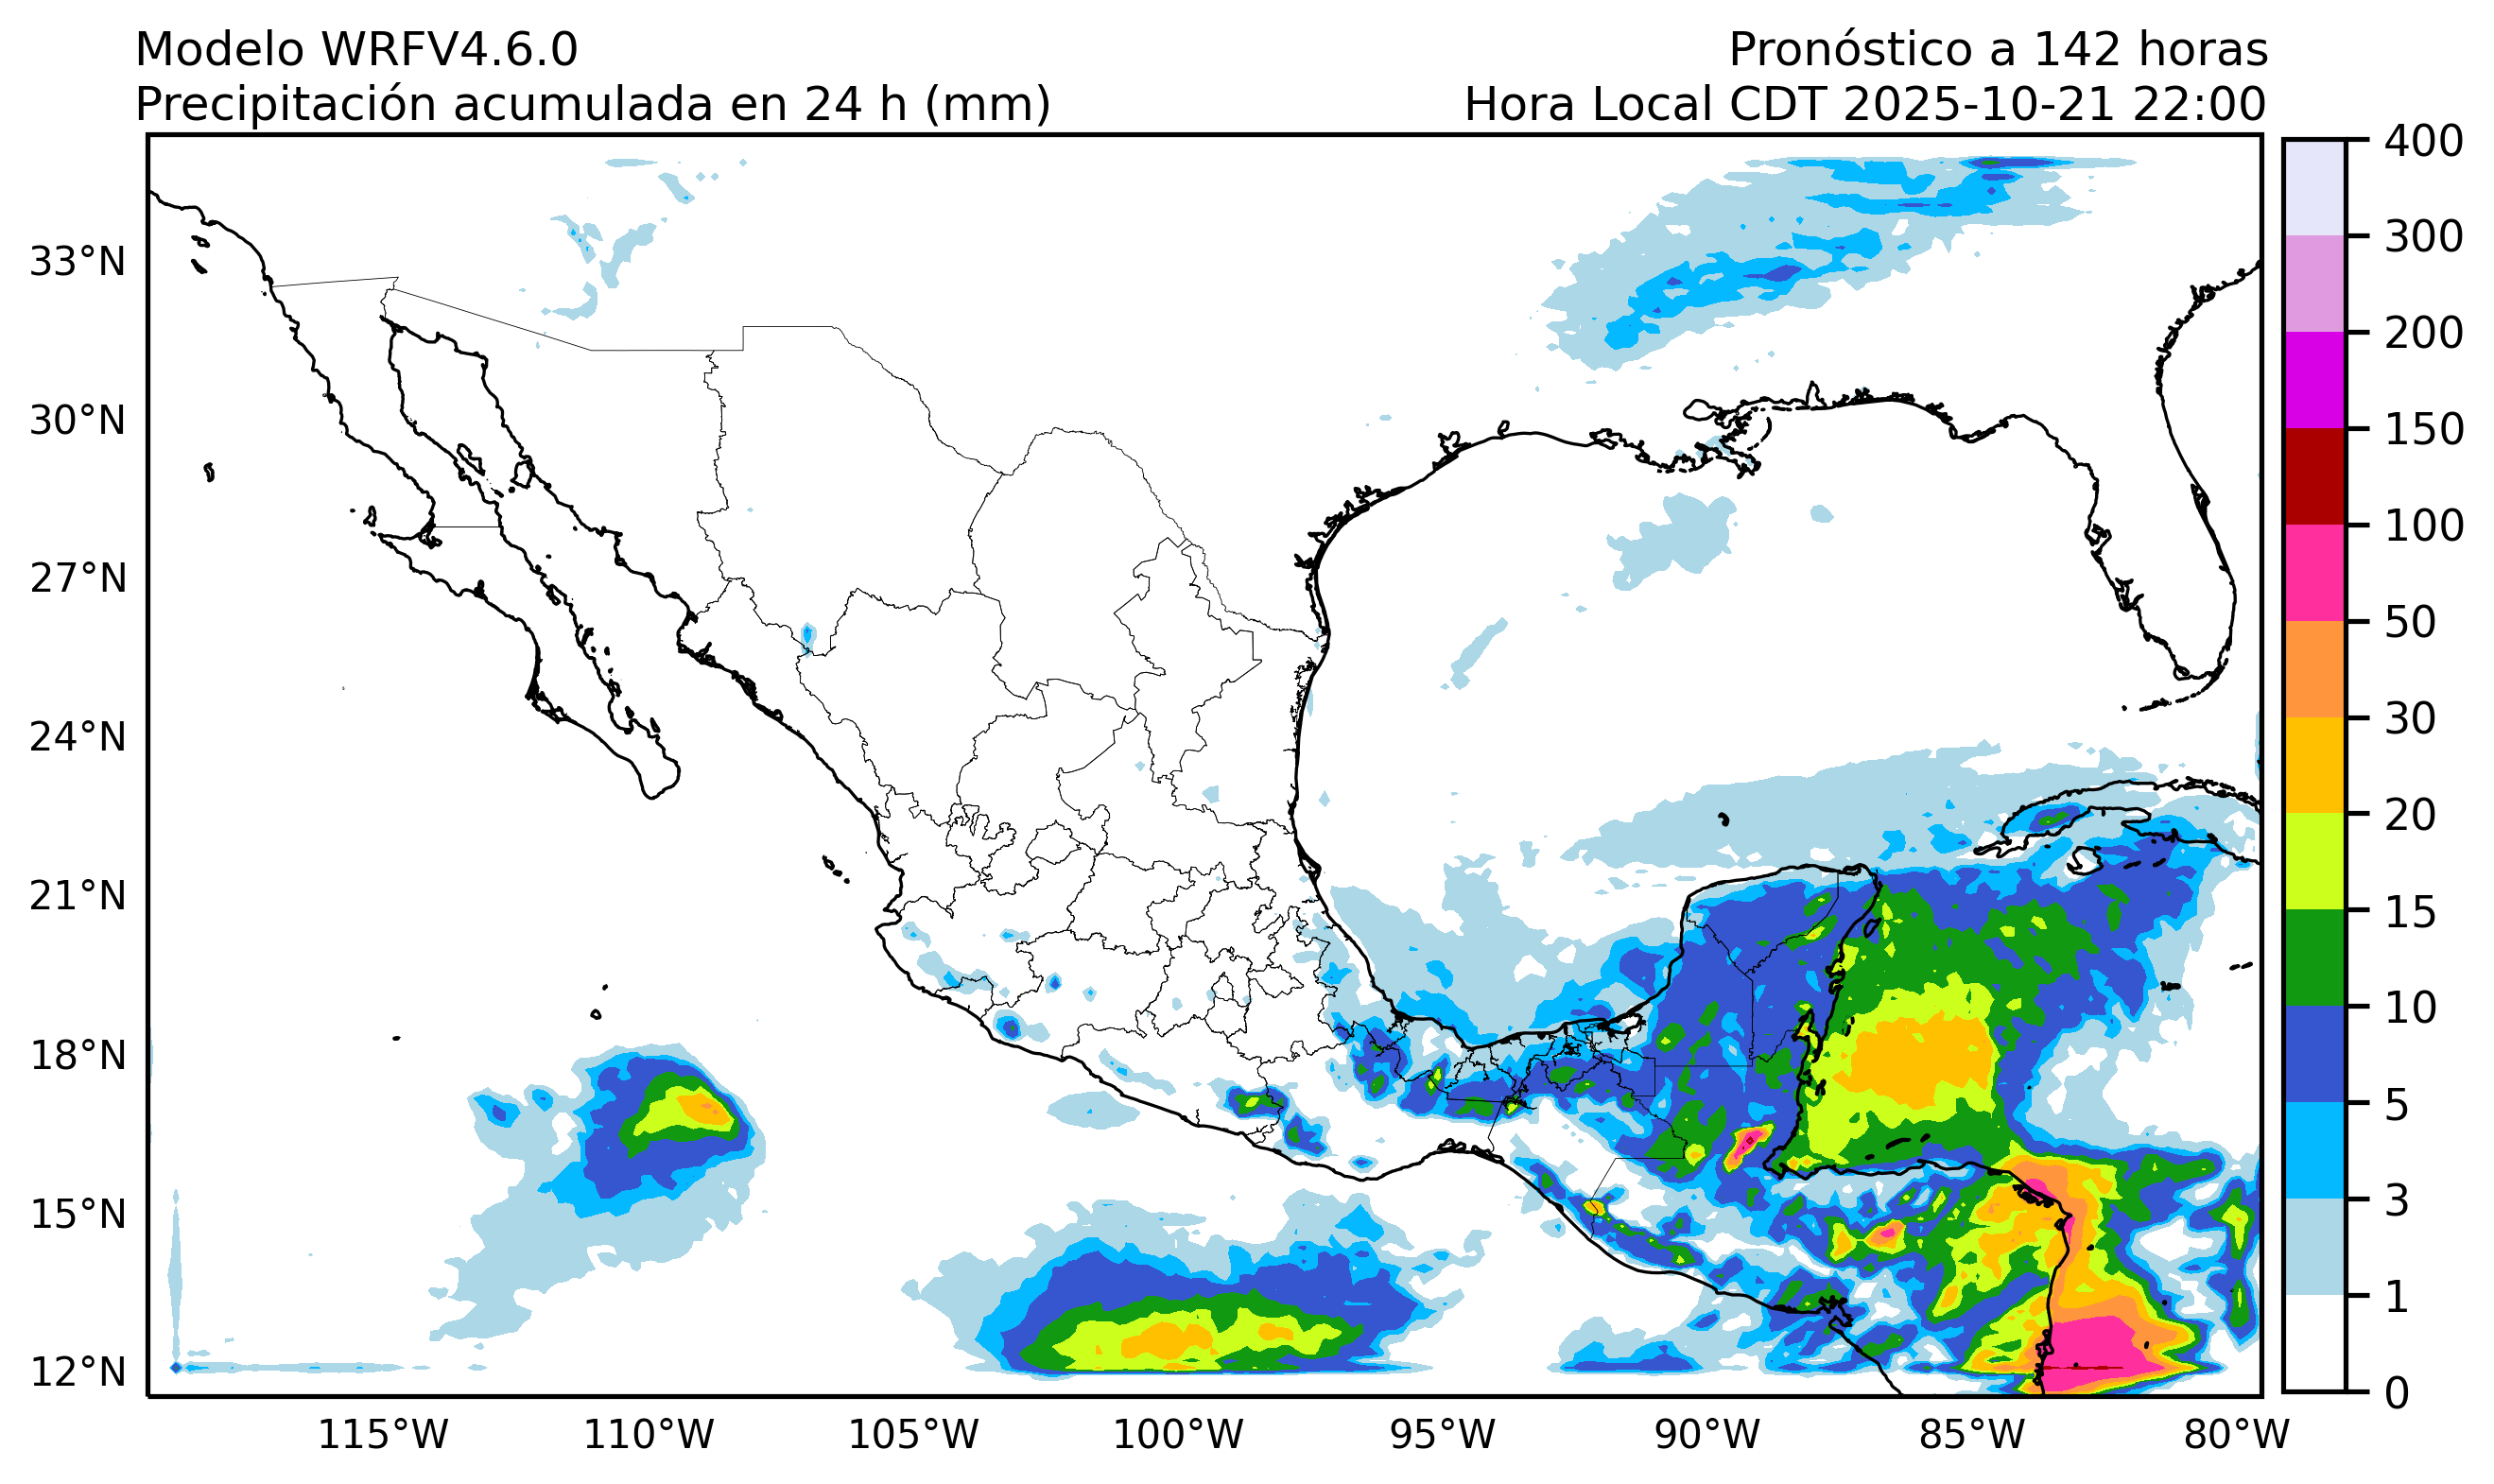 Modelo WRFV4.6.0
Pronóstico a 142 horas
Precipitación acumulada en 24 h (mm)
Hora Local CDT 2025-10-21 22:00
33°N
30°N
27°N
24°N
21°N
18°N
15°N
12°N
115°W
110°W
105°W
100°W
95°W
90°W
85°W
80°W
400
300
200
150
100
50
30
20
15
10
5
3
1
0